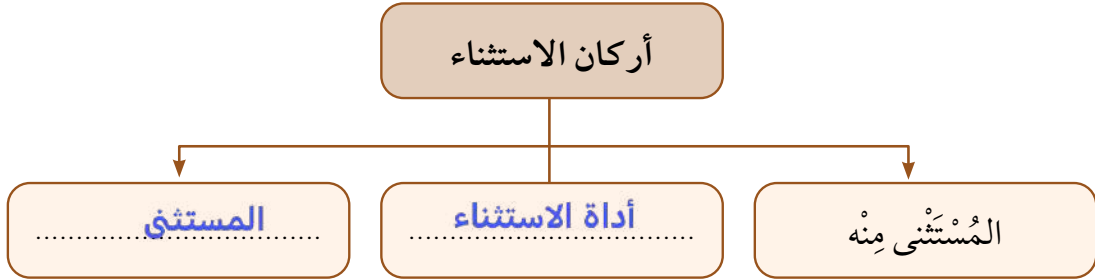 أركان الاستثناء
المُسْتَثْنى مِنْه
أداة الاستثناء
المستثنى